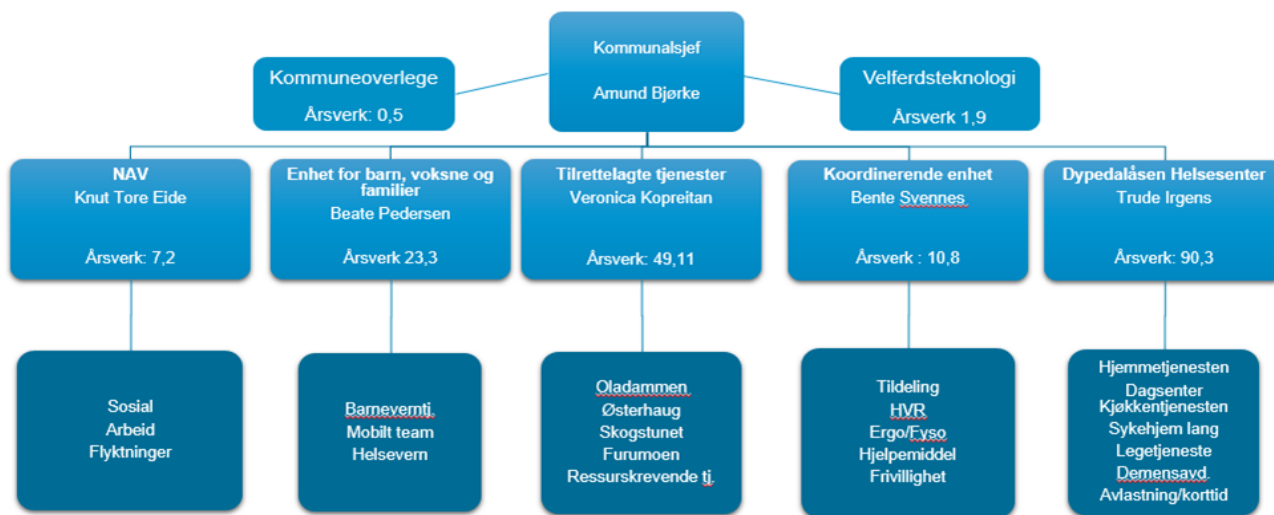 Kommunalsjef
Amund Bjørke
Kommuneoverlege
Årsverk: 0,5
Velferdsteknologi
Årsverk 1,9
NAV
Knut Tore Eide
Årsverk: 7,2
Enhet for barn, voksne og
familier
Beate Pedersen
Årsverk 23,3
Tilrettelagte tjenester
Veronica Kopreitan
Årsverk: 49,11
Koordinerende enhet
Bente Svennes
Årsverk : 10,8
Dypedalåsen Helsesenter
Trude Irgens
Årsverk: 90,3
Sosial
Arbeid
Flyktninger
Barneverntj.
Mobilt team
Helsevern
Oladammen
Østerhaug
Skogstunet
Furumoen
Ressurskrevende tj.
Tildeling
HVR
Ergo/Fyso
Hjelpemiddel
Frivillighet
Hjemmetjenesten
Dagsenter
Kjøkkentjenesten
Sykehjem lang
Legetjeneste
Demensavd.
Avlastning/korttid